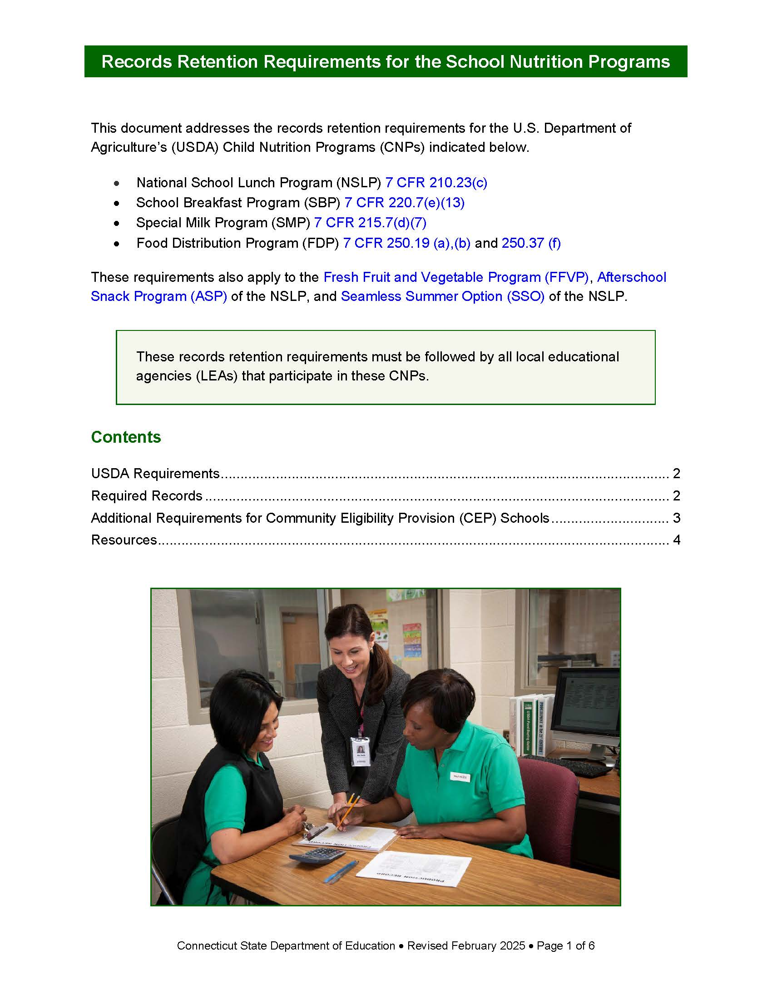 Records Retention Requirements for the School Nutrition Programs
This document addresses the records retention requirements for the U.S. Department of
Agriculture’s (USDA) Child Nutrition Programs (CNPs) indicated below.
• National School Lunch Program (NSLP) 7 CFR 210.23(c)
• School Breakfast Program (SBP) 7 CFR 220.7(e)(13)
• Special Milk Program (SMP) 7 CFR 215.7(d)(7)
• Food Distribution Program (FDP) 7 CFR 250.19 (a),(b) and 250.37 (f)
These requirements also apply to the Fresh Fruit and Vegetable Program (FFVP), Afterschool
Snack Program (ASP) of the NSLP, and Seamless Summer Option (SSO) of the NSLP.
These records retention requirements must be followed by all local educational
agencies (LEAs) that participate in these CNPs.
Contents
USDA Requirements........ 2
Required Records ........ 2
Additional Requirements for Community Eligibility Provision (CEP) Schools........ 3
Resources........ 4
USDA Food Buying Guide
PROCUREMENT in the 21st CENTURY
MANAGER
PRODUCTION RECORD
PRODUCTION RECORD
Connecticut State Department of Education • Revised February 2025 • Page 1 of 6